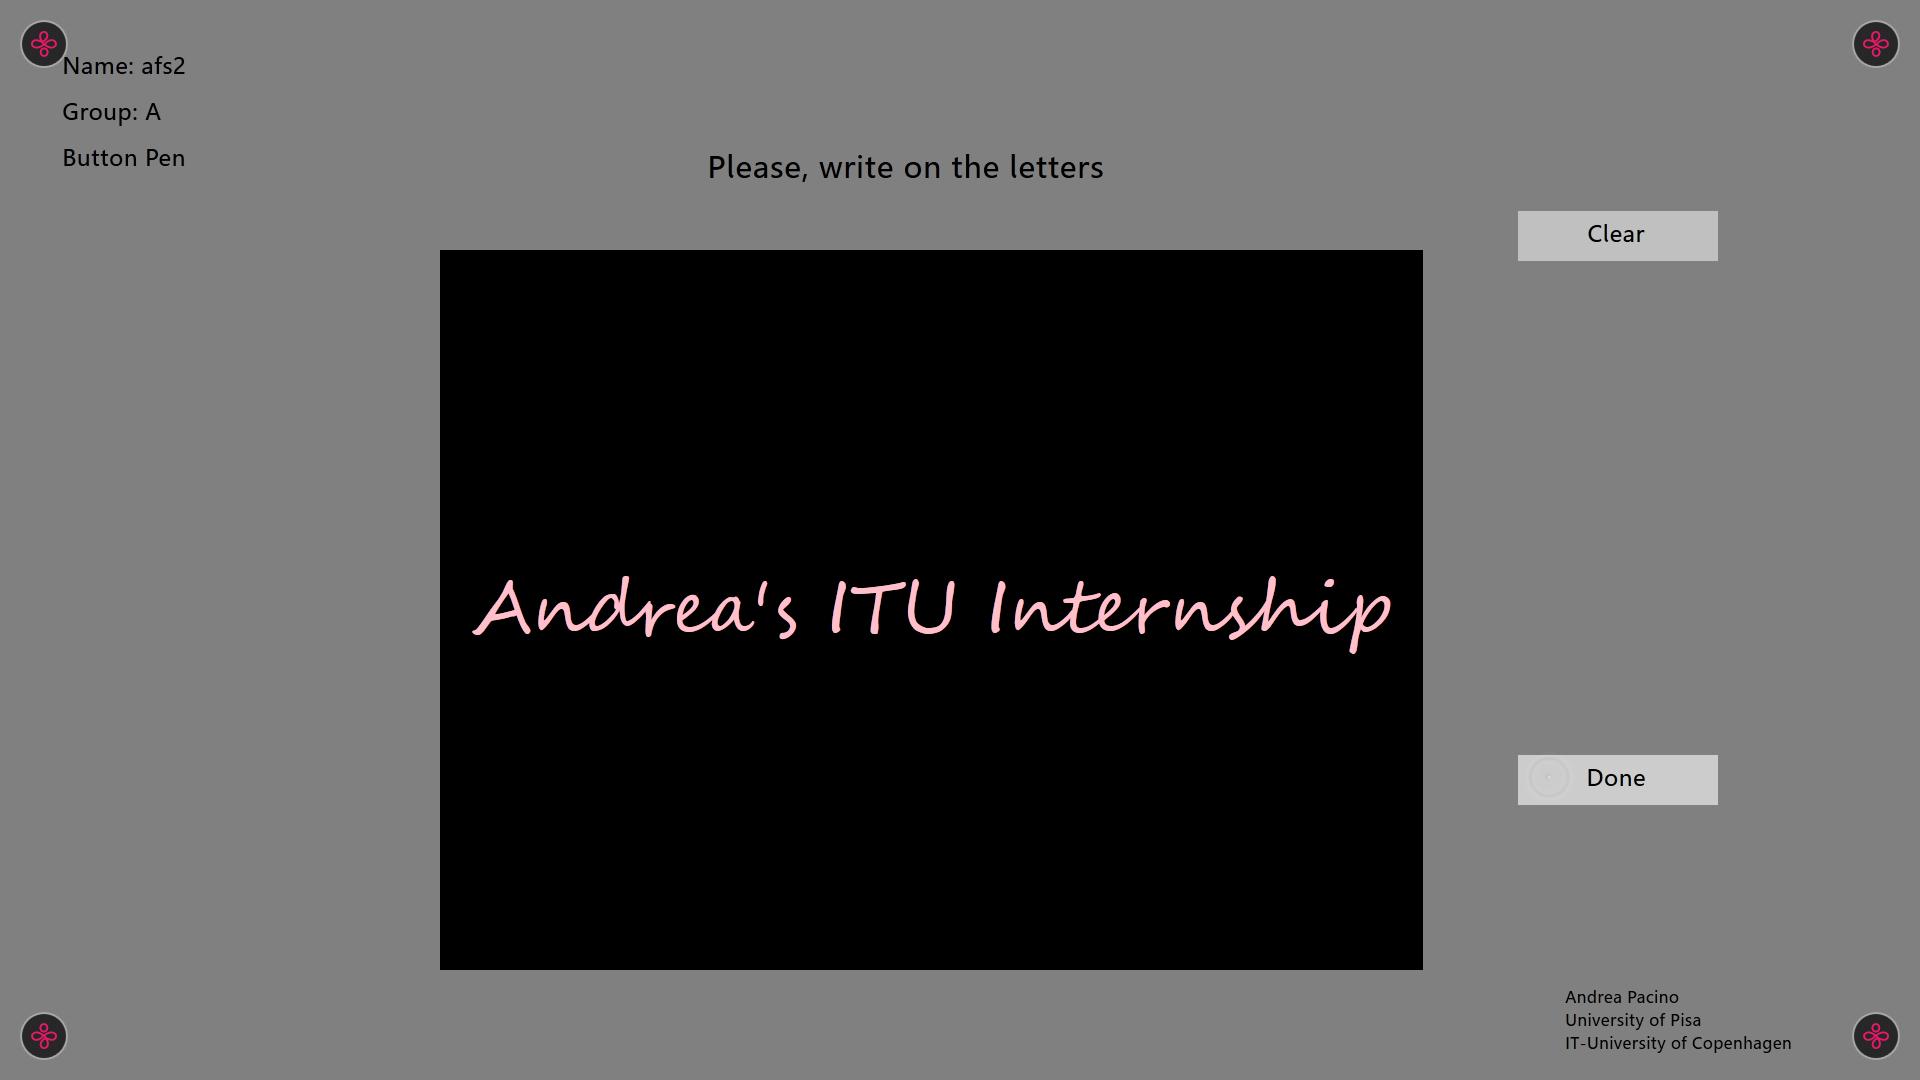 Name: afs2
Group: A
Button Pen
Please, write on the letters
Clear
Andrea's ITU Internship
Done
Andrea Pacino
University of Pisa
IT-University of Copenhagen